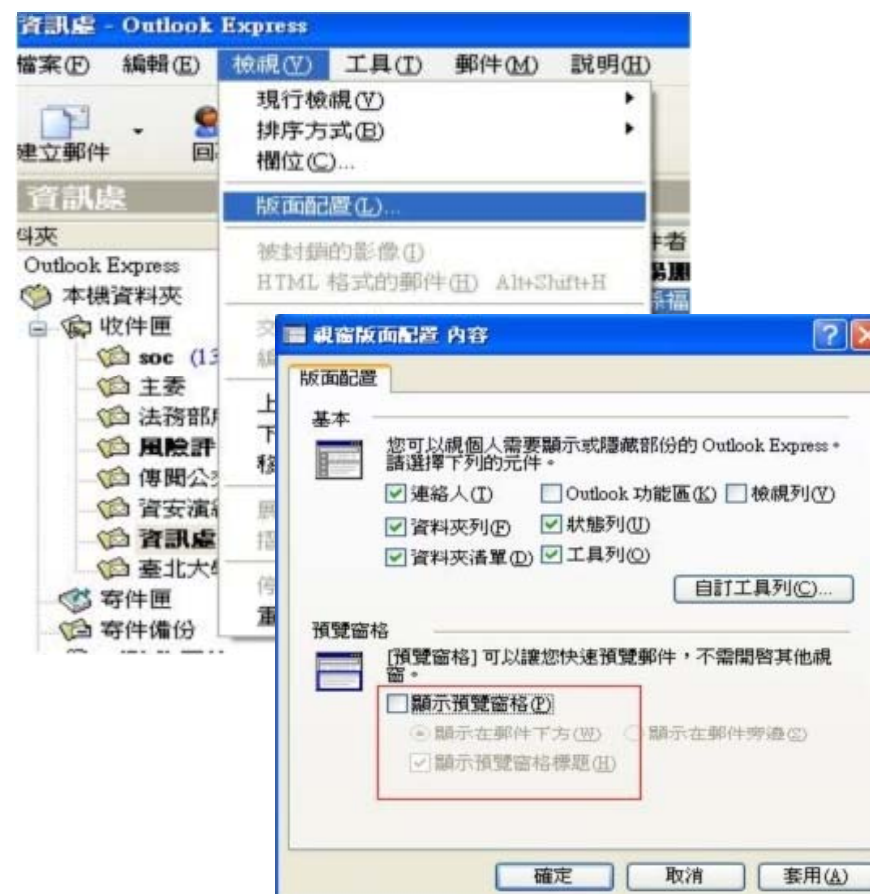 資訊處 - Outlook Express
檔案(F) 編輯(E) 檢視(V) 工具(T) 郵件(M) 說明(H)
現行檢視(V)
排序方式(B)
欄位(C)...
建立郵件
資訊處
版面配置(L)...
Outlook Express
被封鎖的影像(I)
HTML 格式的郵件(H) Alt+Shift+H
本機資料夾
收件匣
soc (13
主委
法務部
風險評
傳聞公
資安演
資訊處
臺北大
寄件匣
寄件備份
視窗版面配置 內容
版面配置
基本
您可以視個人需要顯示或隱藏部份的 Outlook Express。
請選擇下列的元件。
連絡人(T) Outlook 功能區(K) 檢視列(V)
資料夾列(F) 狀態列(U)
資料夾清單(D) 工具列(O)
自訂工具列(C)...
預覽窗格
[預覽窗格] 可以讓您快速預覽郵件，不需開啓其他視
窗。
顯示預覽窗格(P)
顯示在郵件下方(W) 顯示在郵件旁邊(S)
顯示預覽窗格標題(H)
確定 取消 套用(A)